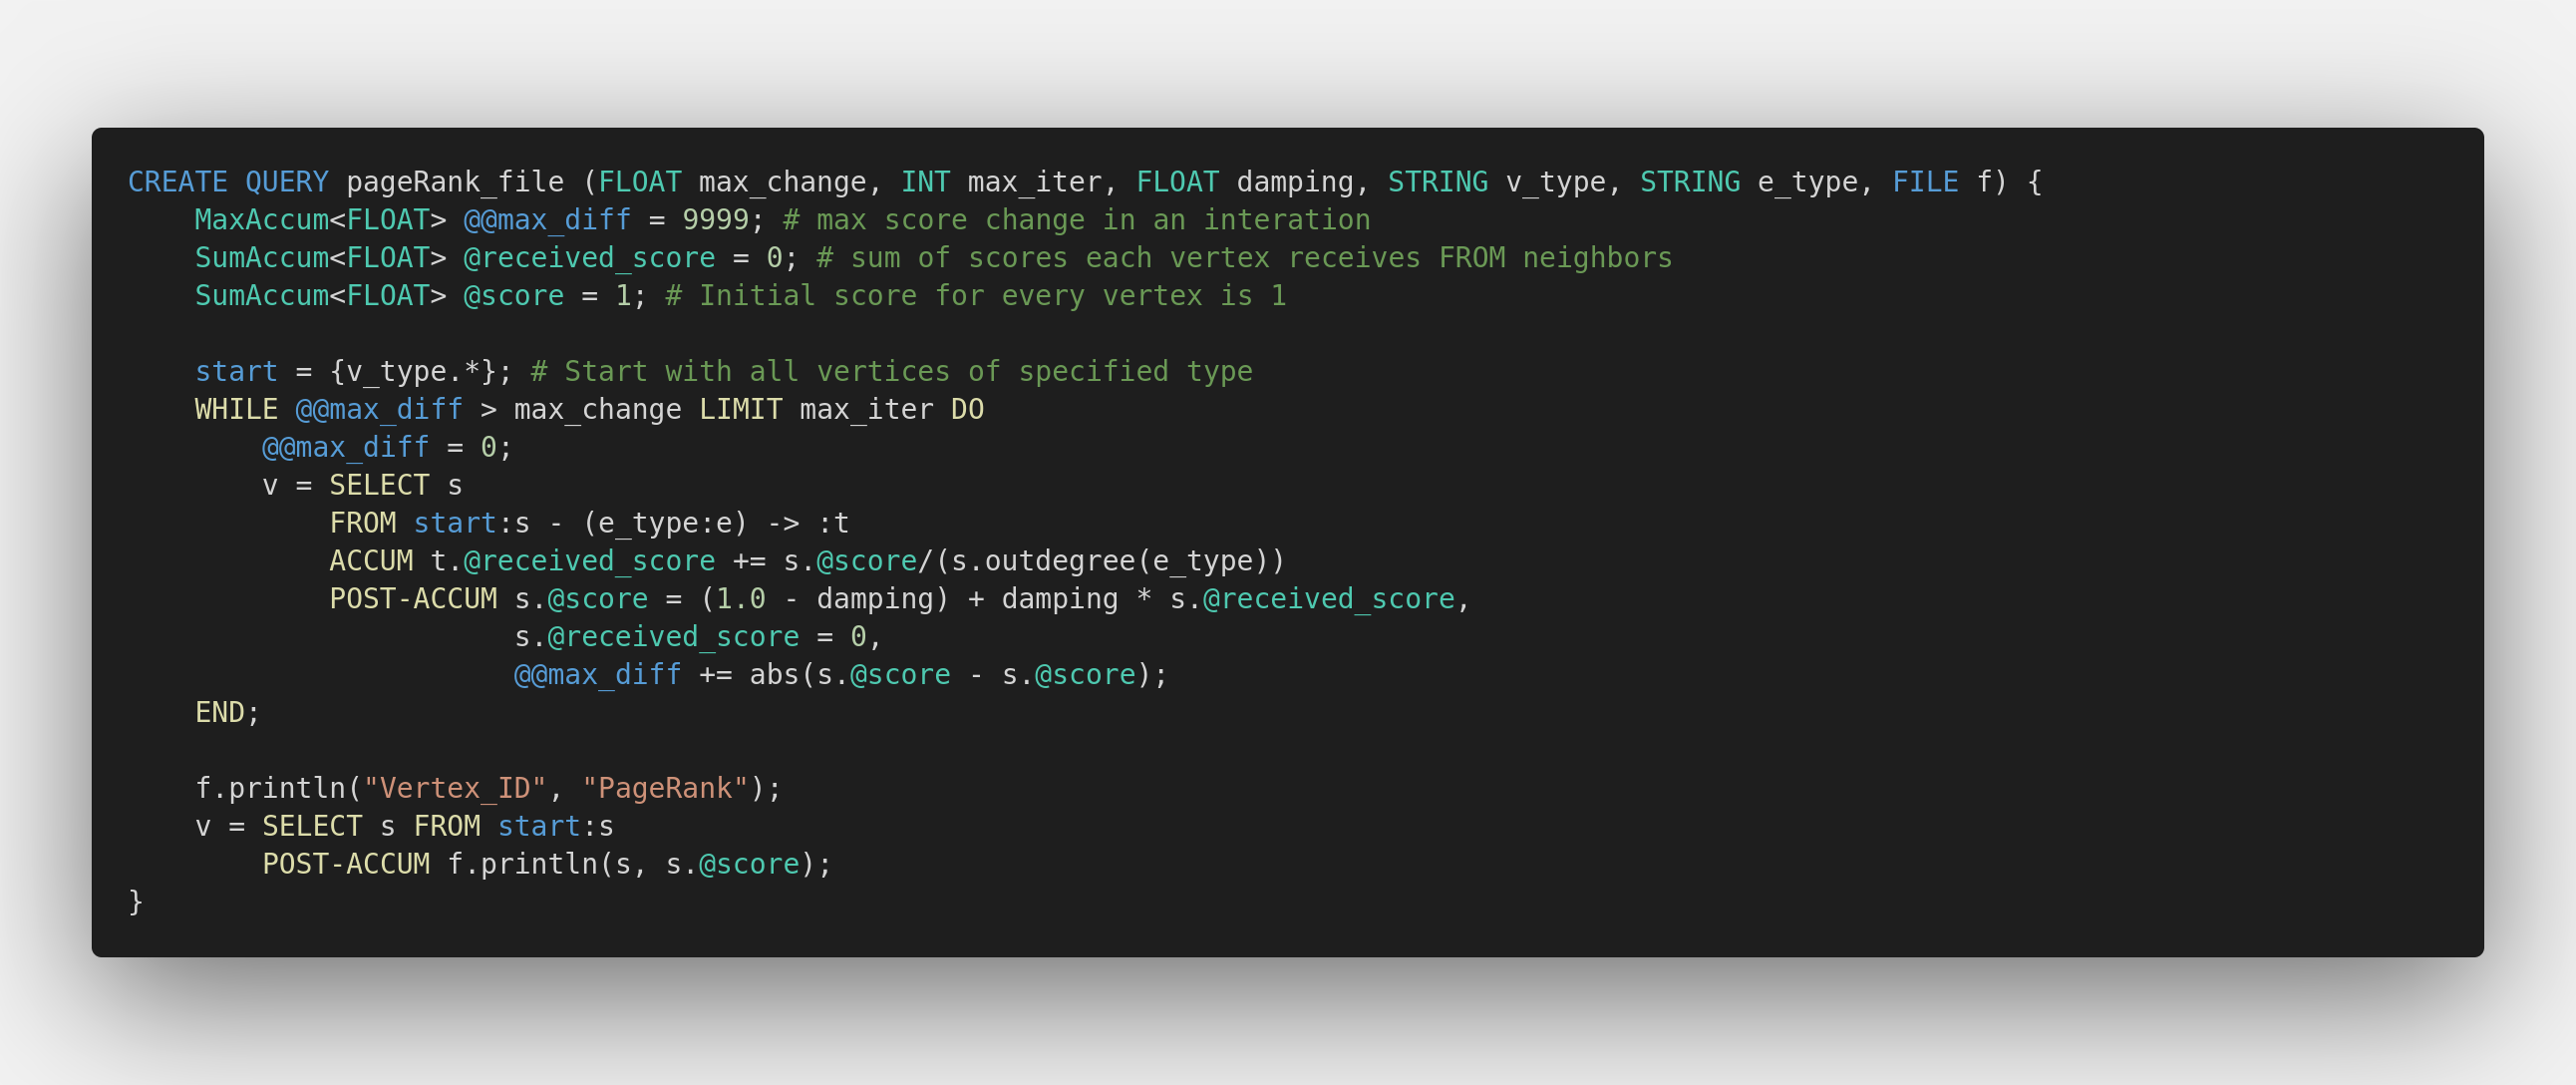 CREATE QUERY pageRank_file (FLOAT max_change, INT max_iter, FLOAT damping, STRING v_type, STRING e_type, FILE f) {
    MaxAccum<FLOAT> @@max_diff = 9999; # max score change in an interation
    SumAccum<FLOAT> @received_score = 0; # sum of scores each vertex receives FROM neighbors
    SumAccum<FLOAT> @score = 1; # Initial score for every vertex is 1

    start = {v_type.*}; # Start with all vertices of specified type
    WHILE @@max_diff > max_change LIMIT max_iter DO
        @@max_diff = 0;
        v = SELECT s
            FROM start:s - (e_type:e) -> :t
            ACCUM t.@received_score += s.@score/(s.outdegree(e_type))
            POST-ACCUM s.@score = (1.0 - damping) + damping * s.@received_score,
                       s.@received_score = 0,
                       @@max_diff += abs(s.@score - s.@score);
    END;

    f.println("Vertex_ID", "PageRank");
    v = SELECT s FROM start:s
        POST-ACCUM f.println(s, s.@score);
}